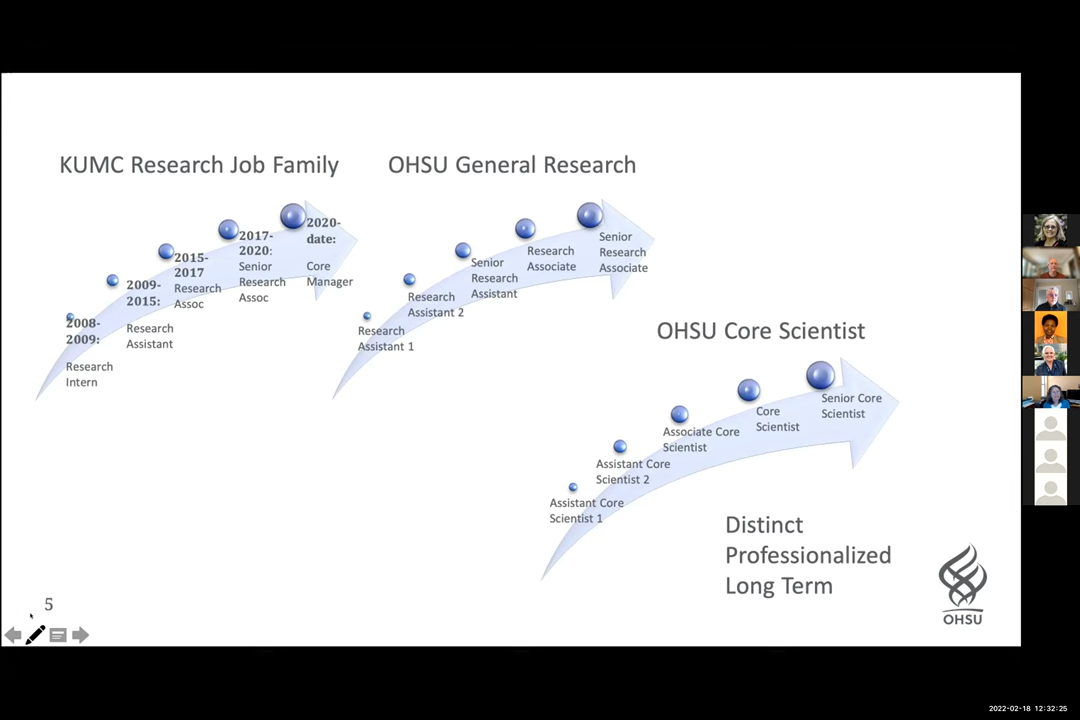 KUMC Research Job Family
2008-
2009:
Research
Intern
2009-
2015:
Research
Assistant
2015-
2017
Research
Assoc
2017-
2020:
Senior
Research
Assoc
2020-
date:
Core
Manager
OHSU General Research
Research
Assistant 1
Research
Assistant 2
Senior
Research
Assistant
Research
Associate
Senior
Research
Associate
OHSU Core Scientist
Assistant Core
Scientist 1
Assistant Core
Scientist 2
Associate Core
Scientist
Core
Scientist
Senior Core
Scientist
Distinct
Professionalized
Long Term
5
OHSU
2022-02-18 12:32:25